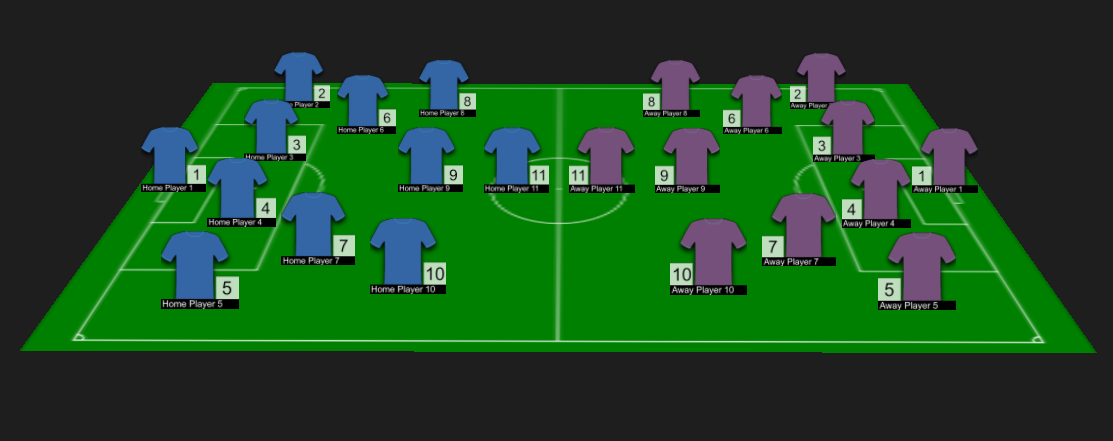 2
e Player 2
8
Home Player 8
6
Home Player 6
3
Home Player 3
1
Home Player 1
9
Home Player 9
11
Home Player 11
4
Home Player 4
7
Home Player 7
10
Home Player 10
5
Home Player 5
8
Away Player 8
2
Away Player
6
Away Player 6
3
Away Player 3
11
Away Player 11
9
Away Player 9
1
Away Player 1
4
Away Player 4
7
Away Player 7
10
Away Player 10
5
Away Player 5